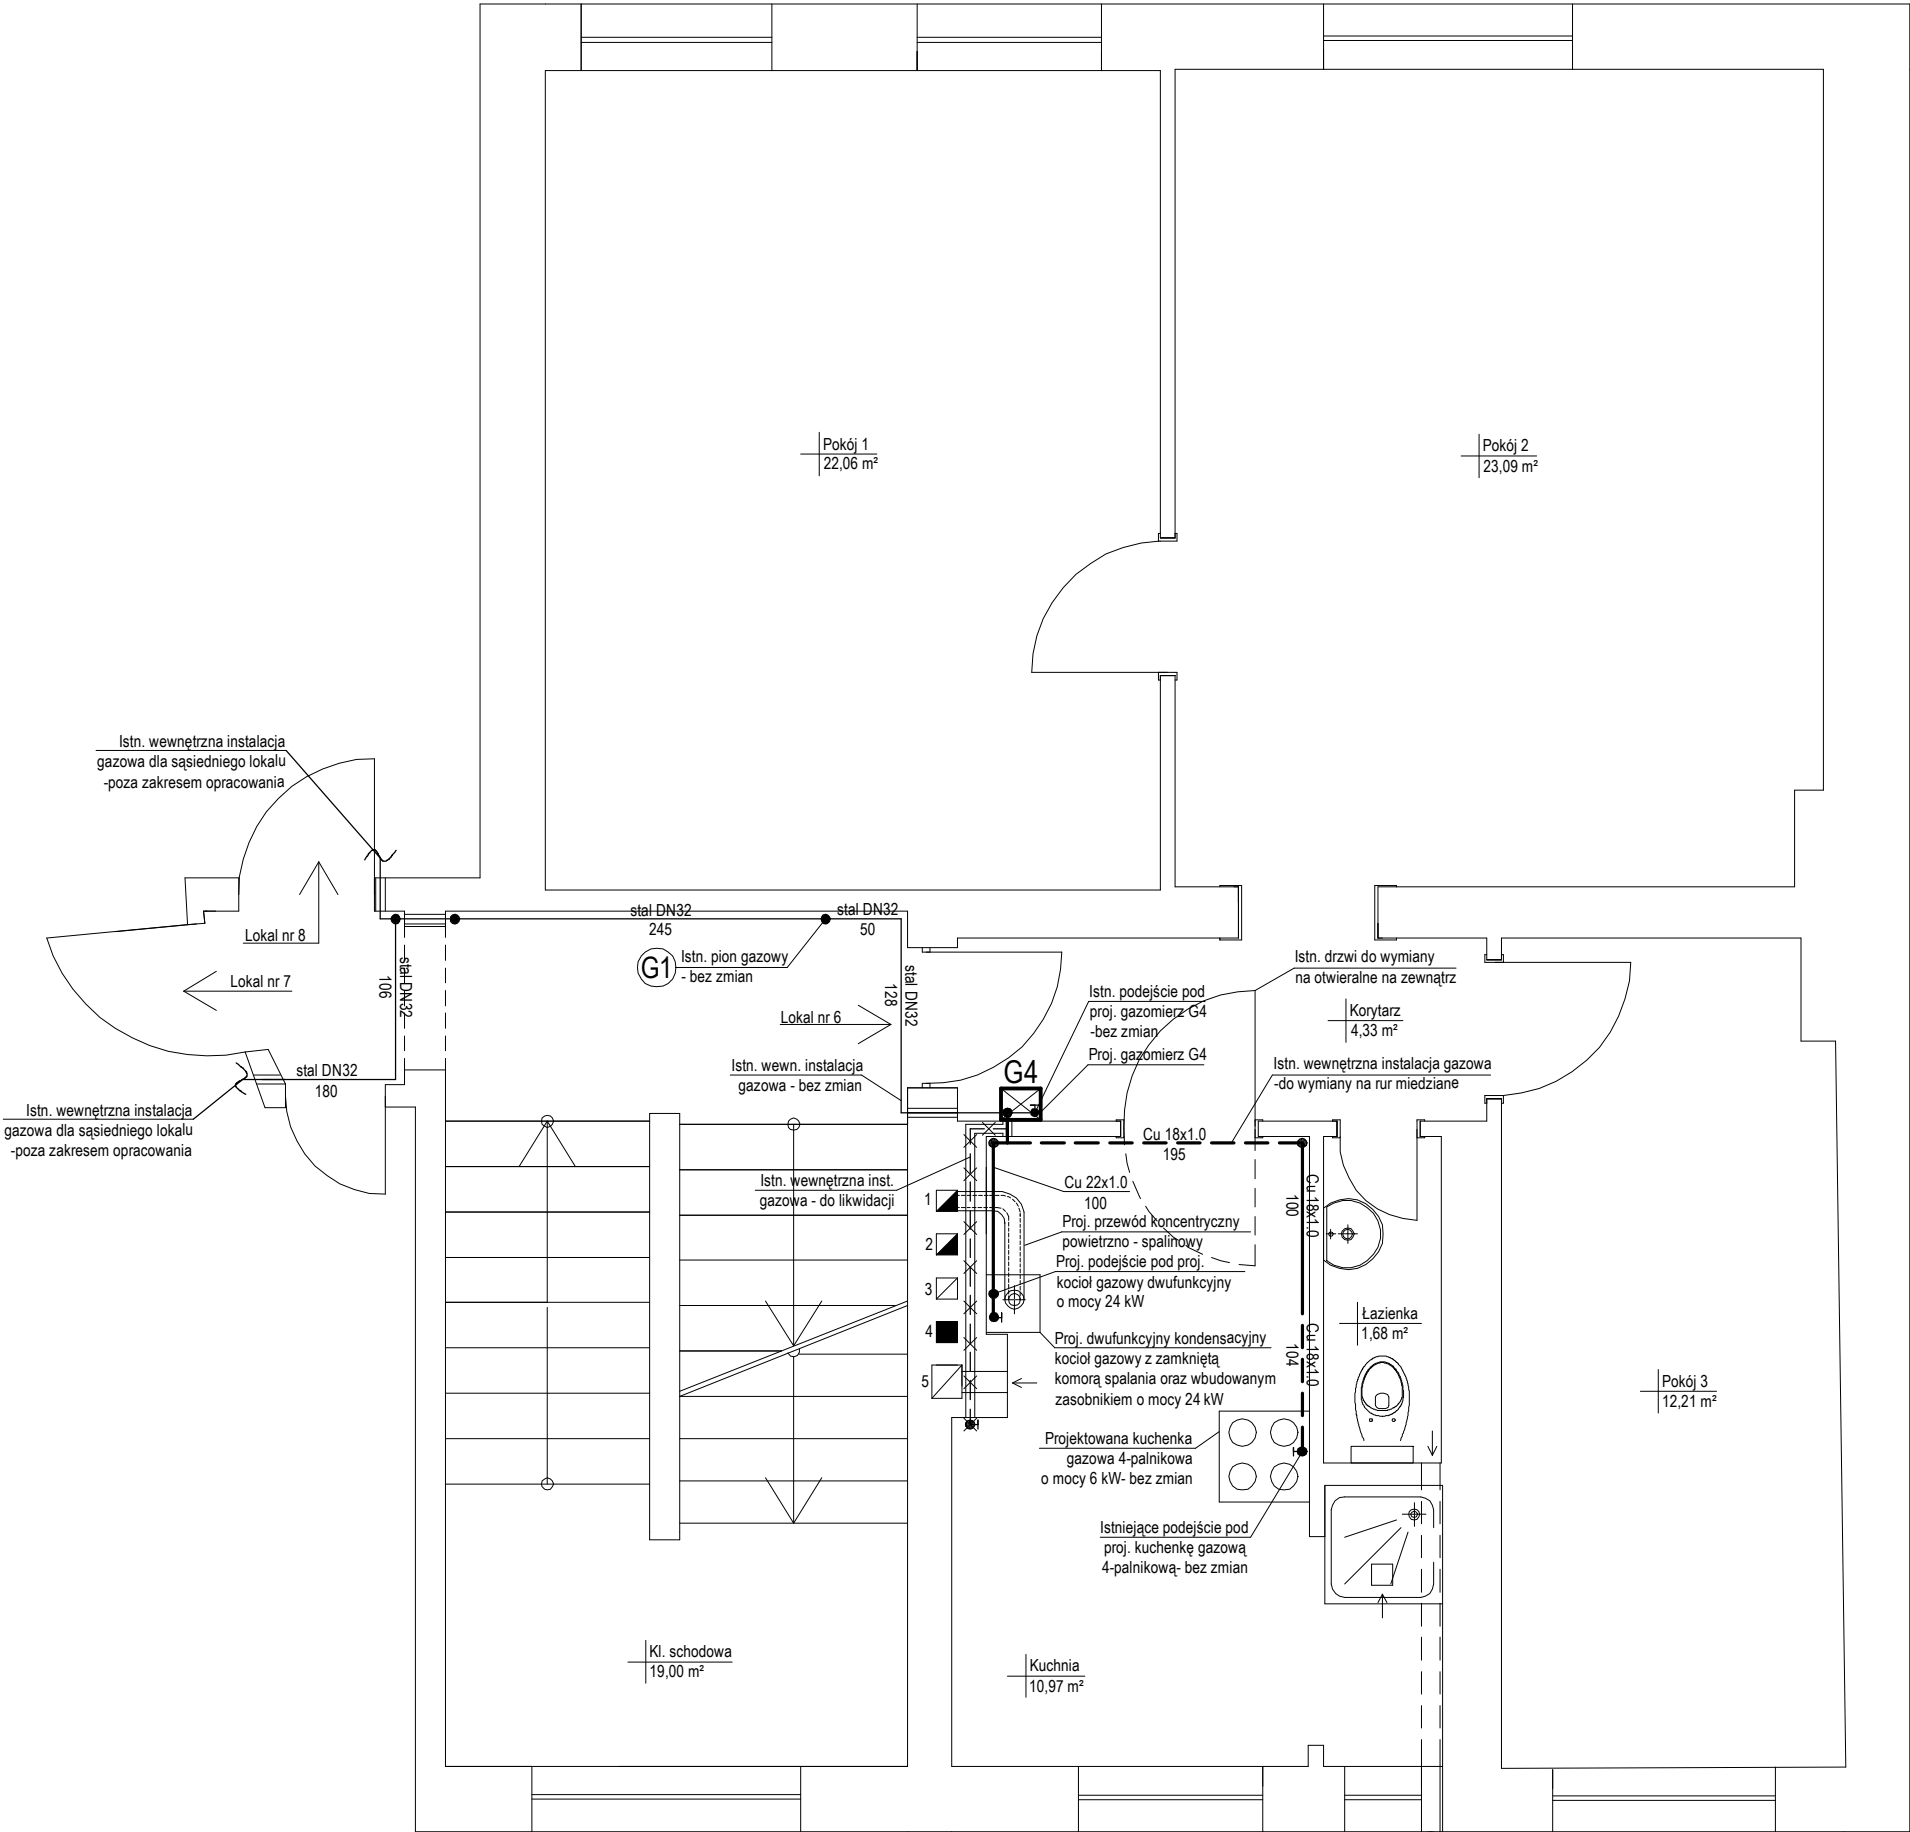 Pokój 1
22,06 m²
Pokój 2
23,09 m²
Istn. wewnętrzna instalacja
gazowa dla sąsiedniego lokalu
-poza zakresem opracowania
Lokal nr 8
Lokal nr 7
stal DN32
106
stal DN32
180
Istn. wewnętrzna instalacja
gazowa dla sąsiedniego lokalu
-poza zakresem opracowania
stal DN32
245
stal DN32
50
G1
Istn. pion gazowy
- bez zmian
stal DN32
128
Lokal nr 6
Istn. wewn. instalacja
gazowa - bez zmian
Istn. podejście pod
proj. gazomierz G4
-bez zmian
Proj. gazomierz G4
G4
Istn. drzwi do wymiany
na otwieralne na zewnątrz
Korytarz
4,33 m²
Istn. wewnętrzna instalacja gazowa
-do wymiany na rur miedziane
Cu 18x1.0
195
Istn. wewnętrzna inst.
gazowa - do likwidacji
Cu 22x1.0
100
Cu 18x1.0
100
1
2
3
4
5
Proj. przewód koncentryczny
powietrzno - spalinowy
Proj. podejście pod proj.
kocioł gazowy dwufunkcyjny
o mocy 24 kW
Proj. dwufunkcyjny kondensacyjny
kocioł gazowy z zamkniętą
komorą spalania oraz wbudowanym
zasobnikiem o mocy 24 kW
Cu 18x1.0
104
Łazienka
1,68 m²
Pokój 3
12,21 m²
Projektowana kuchenka
gazowa 4-palnikowa
o mocy 6 kW- bez zmian
Istniejące podejście pod
proj. kuchenkę gazową
4-palnikową- bez zmian
Kl. schodowa
19,00 m²
Kuchnia
10,97 m²